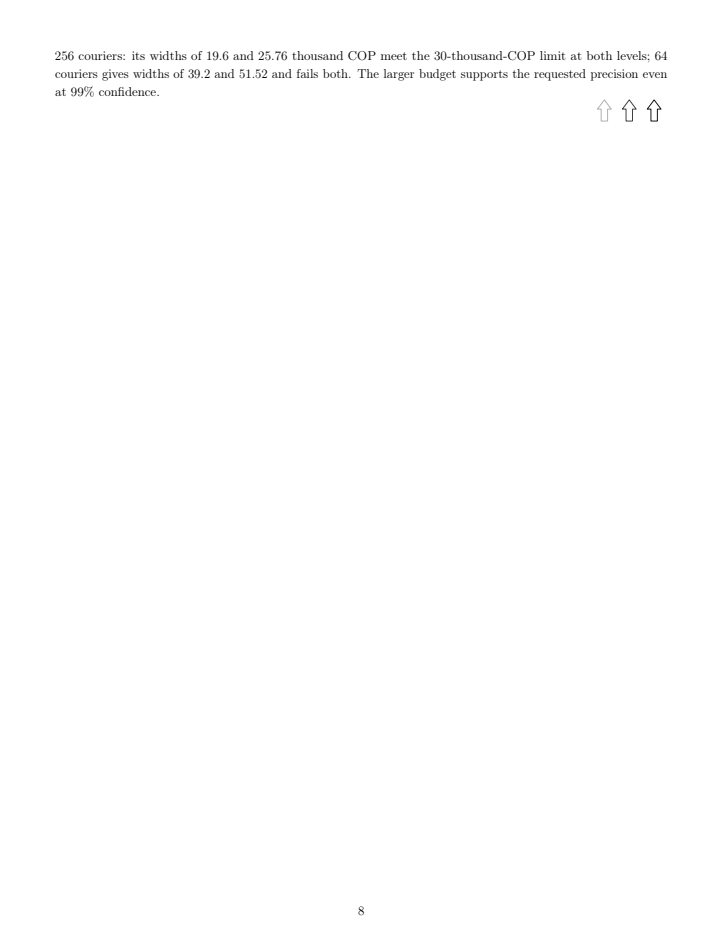 256 couriers: its widths of 19.6 and 25.76 thousand COP meet the 30-thousand-COP limit at both levels; 64
couriers gives widths of 39.2 and 51.52 and fails both. The larger budget supports the requested precision even
at 99% confidence.
8